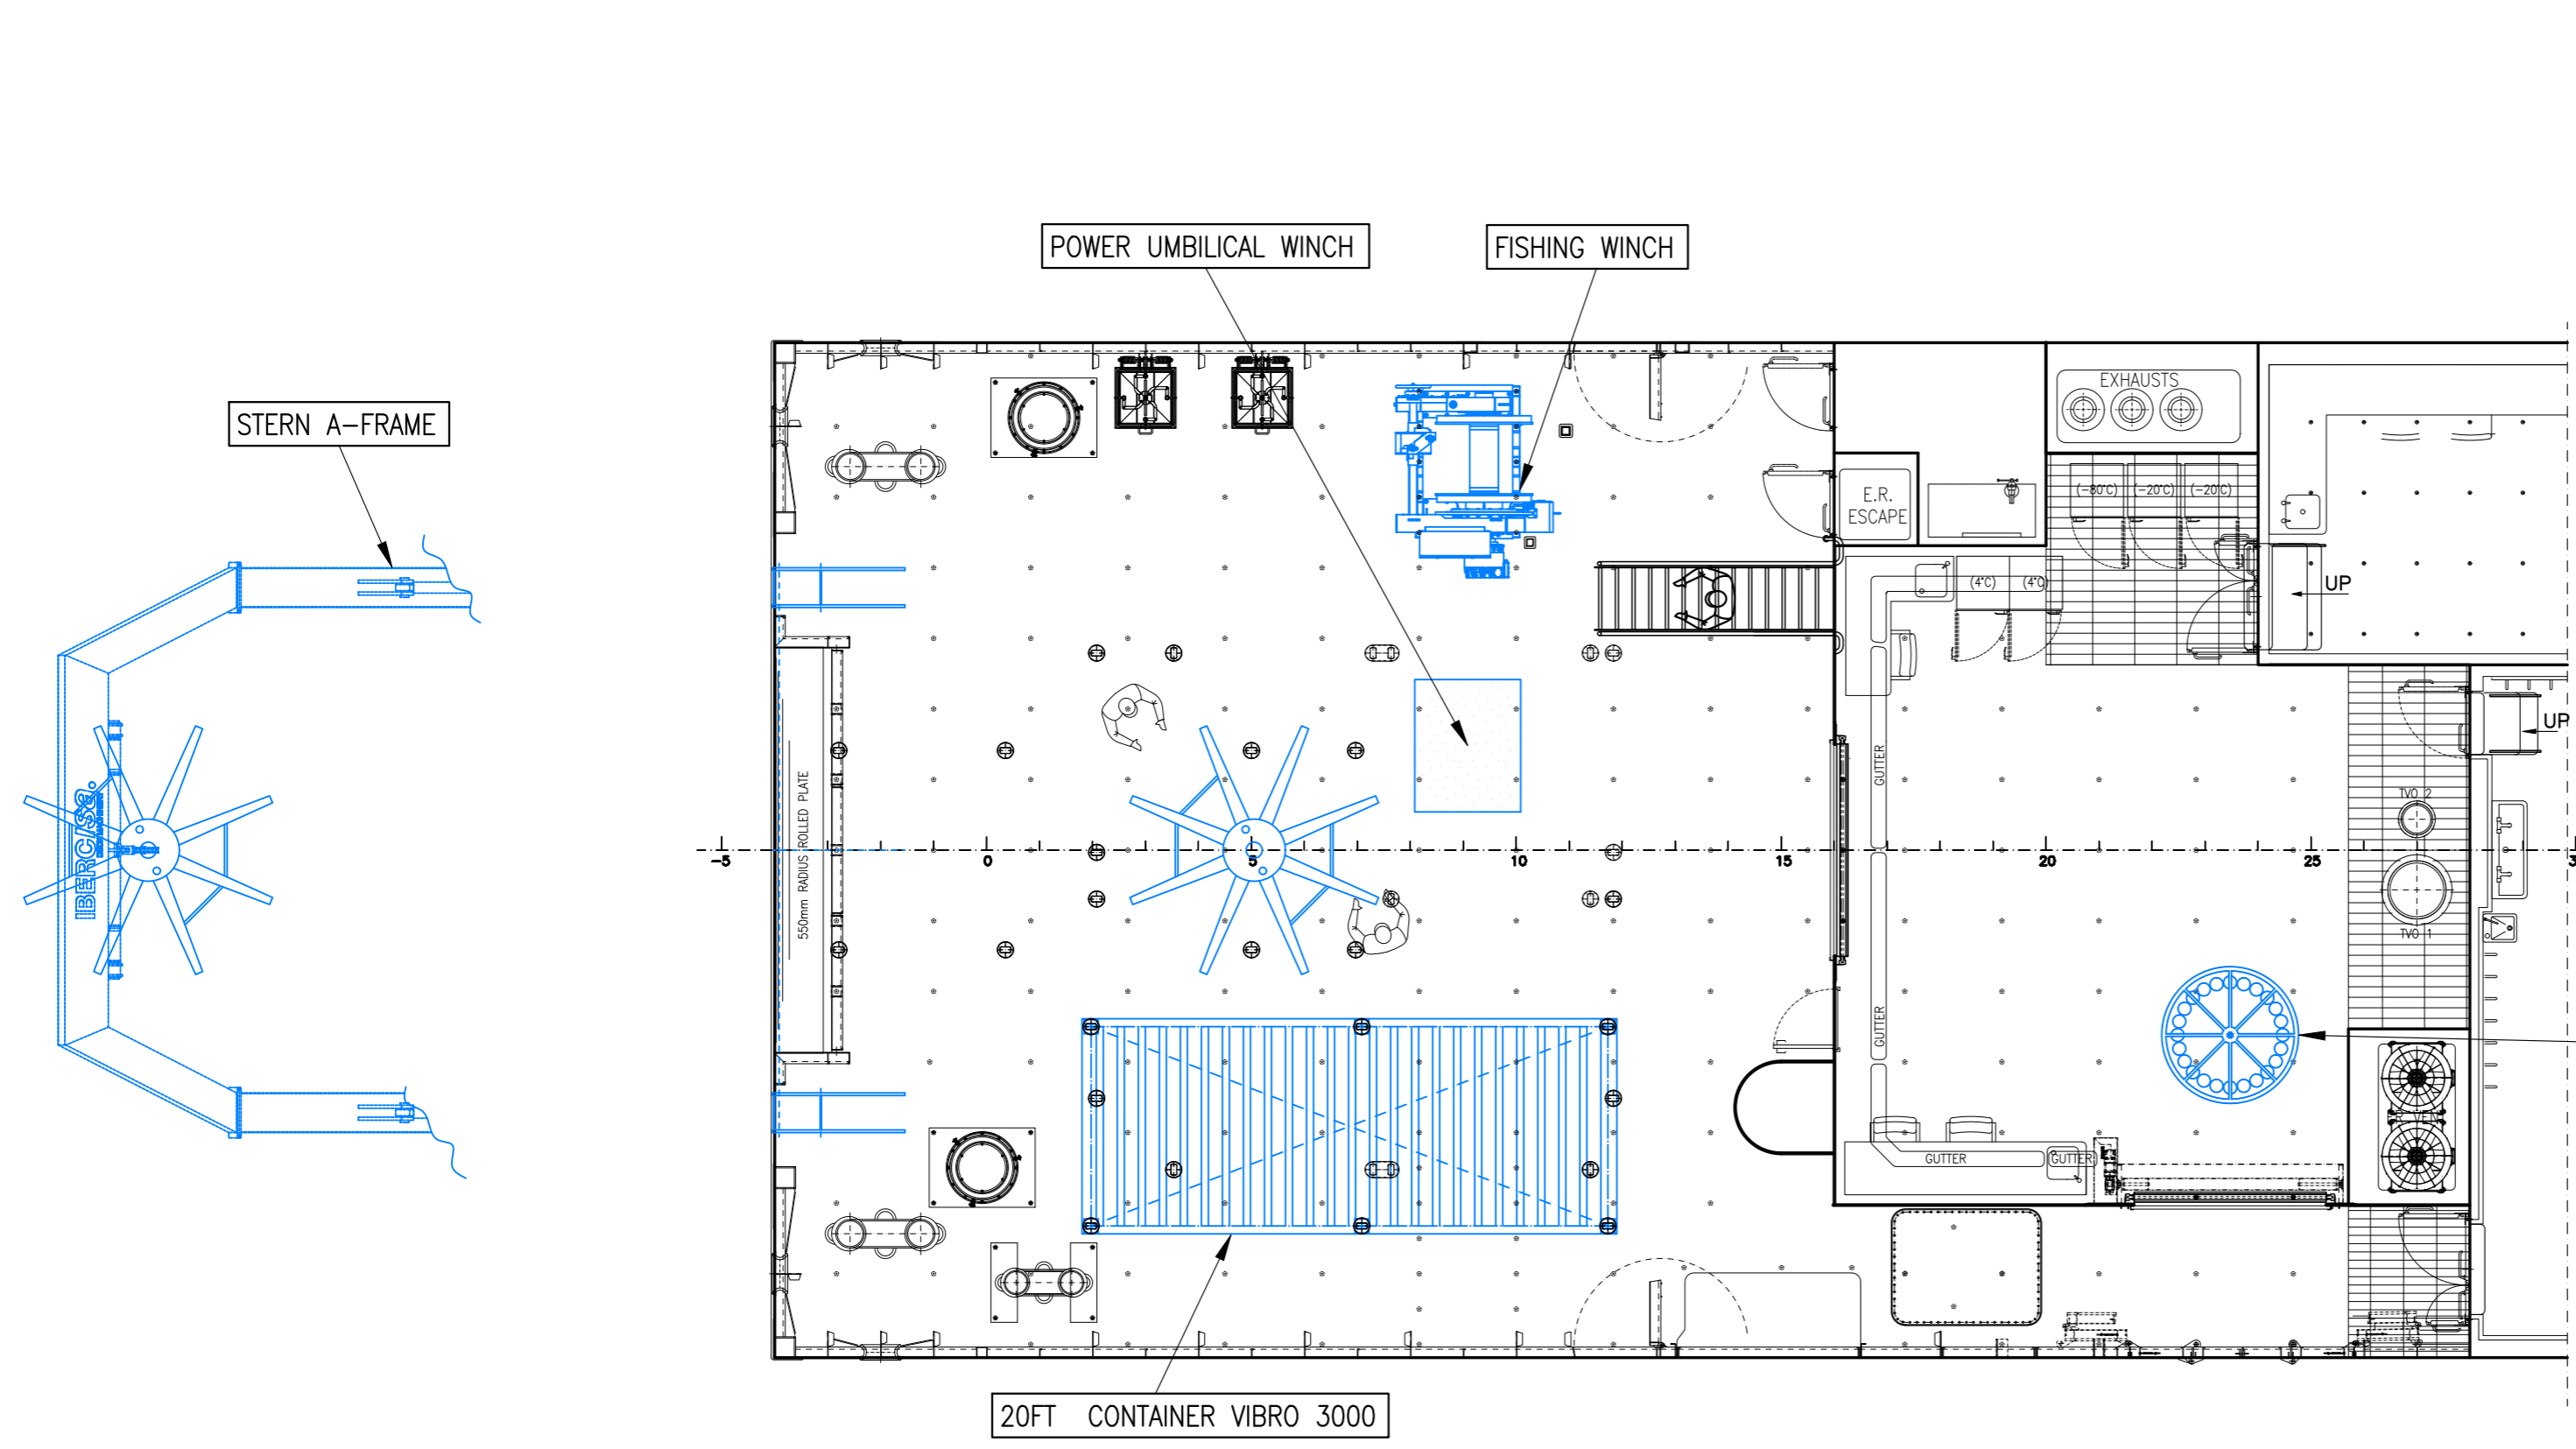 POWER UMBILICAL WINCH
FISHING WINCH
STERN A-FRAME
EXHAUSTS
E.R.
ESCAPE
(-80°C)
(-20°C)
(-20°C)
(4°C)
(4°C)
UP
UP
GUTTER
550mm RADIUS ROLLED PLATE
IBERCISA.
TVO 2
-5
0
5
10
15
20
25
TVO 1
GUTTER
GUTTER
GUTTER
20FT CONTAINER VIBRO 3000